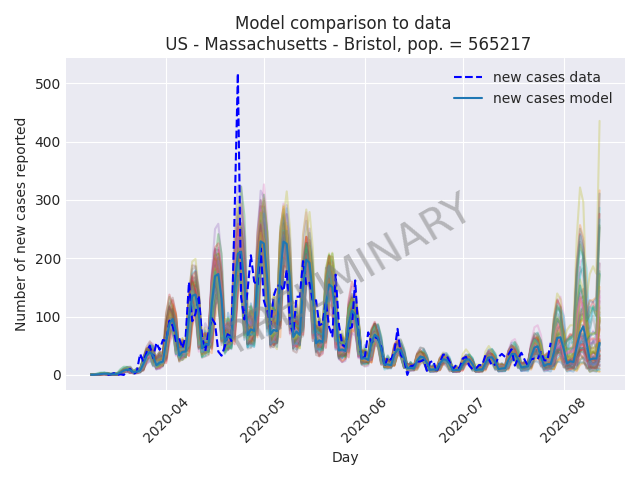 Model comparison to data
US - Massachusetts - Bristol, pop. = 565217
Number of new cases reported
500
400
300
200
100
0
new cases data
new cases model
PRELIMINARY
2020-04
2020-05
2020-06
2020-07
2020-08
Day